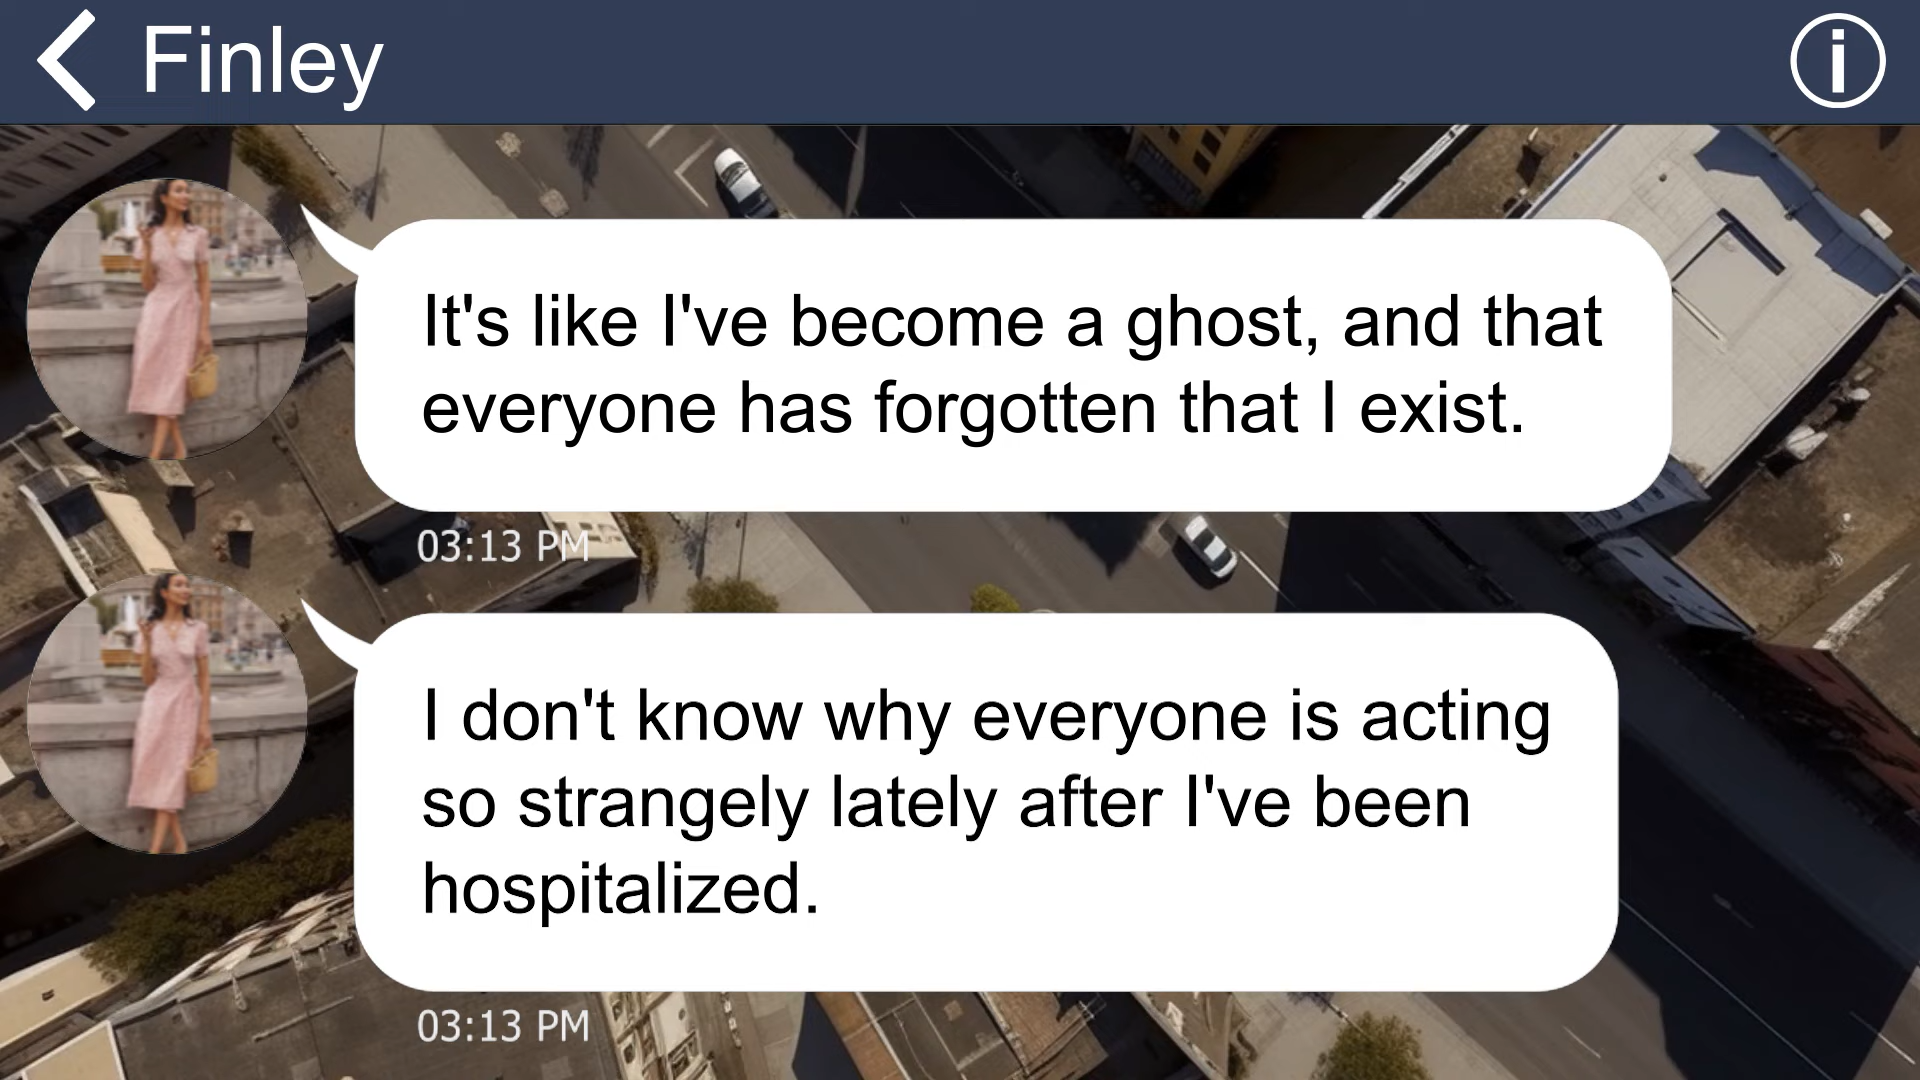 Finley
It's like I've become a ghost, and that
everyone has forgotten that I exist.
03:13 PM
I don't know why everyone is acting
so strangely lately after I've been
hospitalized.
03:13 PM